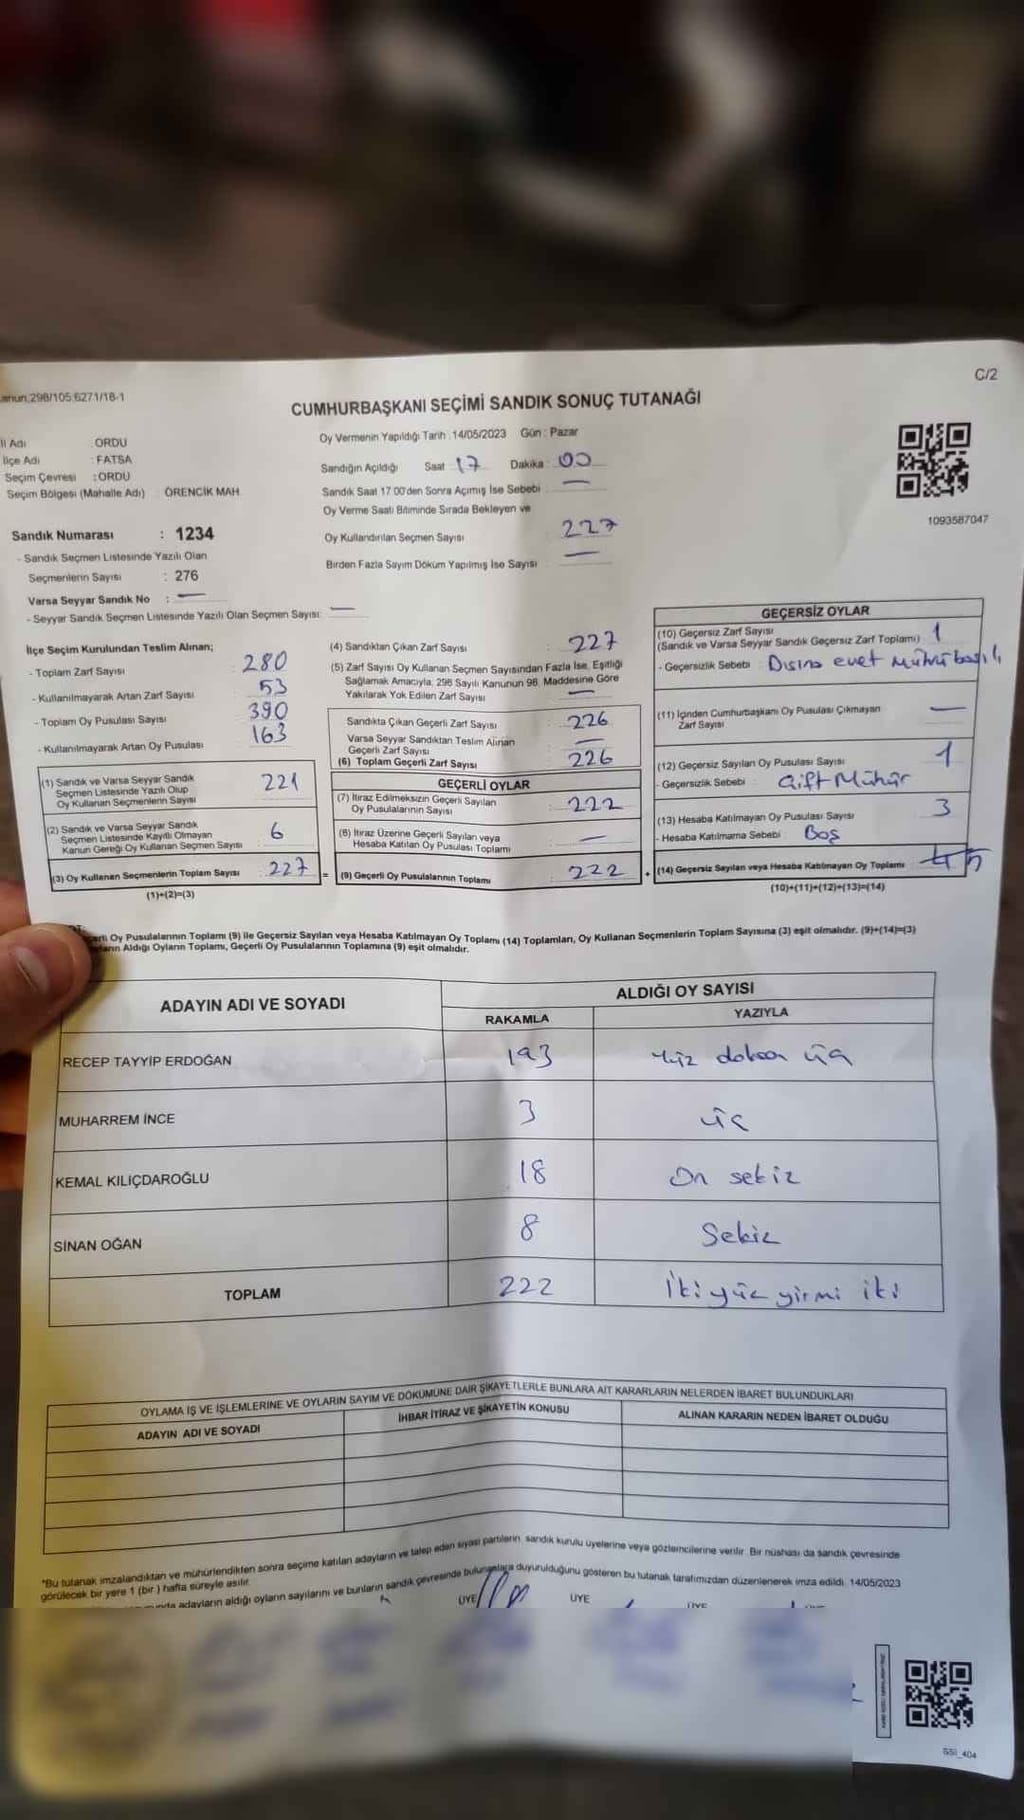 anun:298/105:6271/18-1
C/2
CUMHURBAŞKANI SEÇİMİ SANDIK SONUÇ TUTANAĞI
İl Adı : ORDU
İlçe Adı : FATSA
Seçim Çevresi : ORDU
Seçim Bölgesi (Mahalle Adı) : ÖRENCİK MAH.
Sandık Numarası : 1234
- Sandık Seçmen Listesinde Yazılı Olan
Seçmenlerin Sayısı : 276
Varsa Seyyar Sandık No : —
- Seyyar Sandık Seçmen Listesinde Yazılı Olan Seçmen Sayısı: —
Oy Vermenin Yapıldığı Tarih : 14/05/2023 Gün : Pazar
Sandığın Açıldığı Saat : 17 Dakika : 00
Sandık Saat 17:00'den Sonra Açımış İse Sebebi : —
Oy Verme Saati Bitiminde Sırada Bekleyen ve
Oy Kullandırılan Seçmen Sayısı : 227
Birden Fazla Sayım Döküm Yapılmış İse Sayısı : —
1093587047
İlçe Seçim Kurulundan Teslim Alınan;
- Toplam Zarf Sayısı : 280
- Kullanılmayarak Artan Zarf Sayısı : 53
- Toplam Oy Pusulası Sayısı : 390
- Kullanılmayarak Artan Oy Pusulası : 163
(1) Sandık ve Varsa Seyyar Sandık
Seçmen Listesinde Yazılı Olup
Oy Kullanan Seçmenlerin Sayısı : 221
(2) Sandık ve Varsa Seyyar Sandık
Seçmen Listesinde Kayıtlı Olmayan
Kanun Gereği Oy Kullanan Seçmen Sayısı : 6
(3) Oy Kullanan Seçmenlerin Toplam Sayısı : 227
(1)+(2)=(3)
(4) Sandıktan Çıkan Zarf Sayısı : 227
(5) Zarf Sayısı Oy Kullanan Seçmen Sayısından Fazla İse, Eşitliği
Sağlamak Amacıyla; 298 Sayılı Kanunun 98. Maddesine Göre
Yakılarak Yok Edilen Zarf Sayısı : —
Sandıkta Çıkan Geçerli Zarf Sayısı : 226
Varsa Seyyar Sandıktan Teslim Alınan
Geçerli Zarf Sayısı : —
(6) Toplam Geçerli Zarf Sayısı : 226
GEÇERLİ OYLAR
(7) İtiraz Edilmeksizin Geçerli Sayılan
Oy Pusulalarının Sayısı : 222
(8) İtiraz Üzerine Geçerli Sayılan veya
Hesaba Katılan Oy Pusulası Toplamı : —
= (9) Geçerli Oy Pusulalarının Toplamı : 222 +
GEÇERSİZ OYLAR
(10) Geçersiz Zarf Sayısı : 1
(Sandık ve Varsa Seyyar Sandık Geçersiz Zarf Toplamı)
- Geçersizlik Sebebi : Dışına evet mührü basılı
(11) İçinden Cumhurbaşkanı Oy Pusulası Çıkmayan
Zarf Sayısı : —
(12) Geçersiz Sayılan Oy Pusulası Sayısı : 1
- Geçersizlik Sebebi : Çift Mühür
(13) Hesaba Katılmayan Oy Pusulası Sayısı : 3
- Hesaba Katılmama Sebebi : Boş
(14) Geçersiz Sayılan veya Hesaba Katılmayan Oy Toplamı : 5
(10)+(11)+(12)+(13)=(14)
Oy Pusulalarının Toplamı (9) ile Geçersiz Sayılan veya Hesaba Katılmayan Oy Toplamı (14) Toplamları, Oy Kullanan Seçmenlerin Toplam Sayısına (3) eşit olmalıdır. (9)+(14)=(3)
Aldığı Oyların Toplamı, Geçerli Oy Pusulalarının Toplamına (9) eşit olmalıdır.
ADAYIN ADI VE SOYADI
ALDIĞI OY SAYISI
RAKAMLA YAZIYLA
RECEP TAYYİP ERDOĞAN 193 Yüz doksan üç
MUHARREM İNCE 3 üç
KEMAL KILIÇDAROĞLU 18 On sekiz
SİNAN OĞAN 8 Sekiz
TOPLAM 222 İki yüz yirmi iki
OYLAMA İŞ VE İŞLEMLERİNE VE OYLARIN SAYIM VE DÖKÜMÜNE DAİR ŞİKAYETLERLE BUNLARA AİT KARARLARIN NELERDEN İBARET BULUNDUKLARI
ADAYIN ADI VE SOYADI İHBAR İTİRAZ VE ŞİKAYETİN KONUSU ALINAN KARARIN NEDEN İBARET OLDUĞU
*Bu tutanak imzalandıktan ve mühürlendikten sonra seçime katılan adayların ve talep eden siyasi partilerin sandık kurulu üyelerine veya gözlemcilerine verilir. Bir nüshası da sandık çevresinde
görülecek bir yere 1 (bir) hafta süreyle asılır.
adayların aldığı oyların sayılarını ve bunların sandık çevresinde bulunanlara duyurulduğunu gösteren bu tutanak tarafımızdan düzenlenerek imza edildi. 14/05/2023
ÜYE ÜYE ÜYE ÜYE
SSİ_404